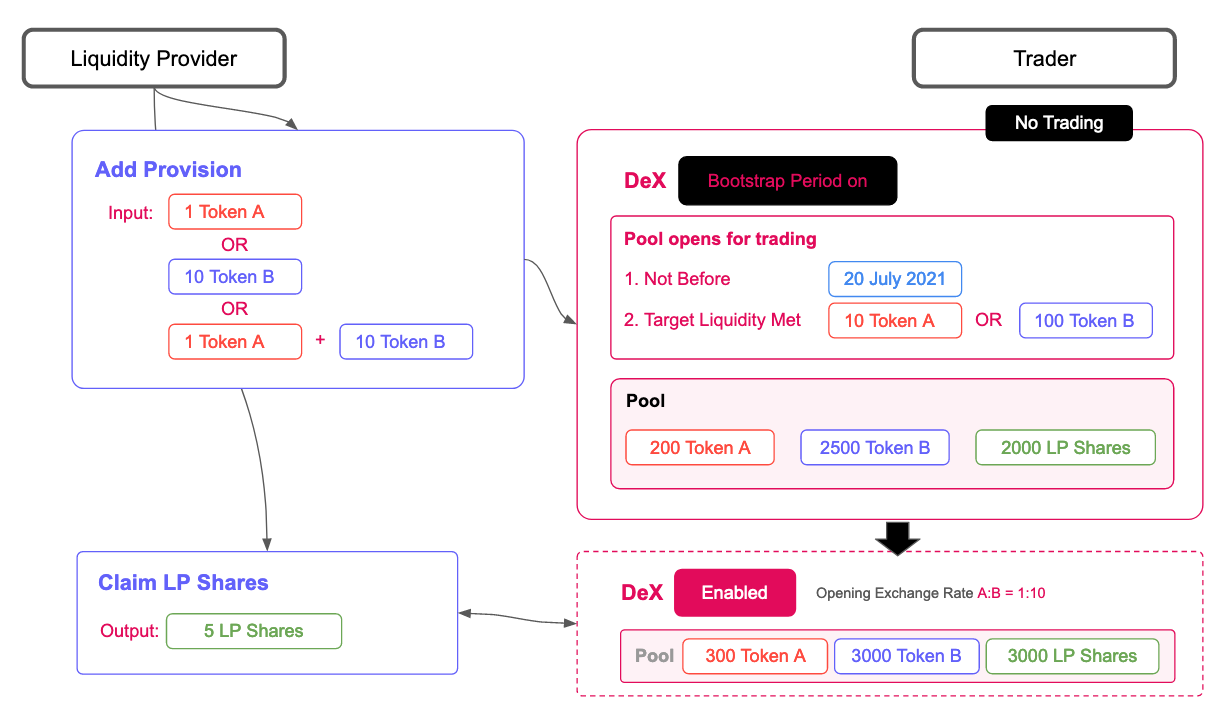 Liquidity Provider
Trader
No Trading
Add Provision
Input:
1 Token A
OR
10 Token B
OR
1 Token A + 10 Token B
DeX
Bootstrap Period on
Pool opens for trading
1. Not Before
20 July 2021
2. Target Liquidity Met
10 Token A
OR
100 Token B
Pool
200 Token A
2500 Token B
2000 LP Shares
Claim LP Shares
Output:
5 LP Shares
DeX
Enabled
Opening Exchange Rate A:B = 1:10
Pool
300 Token A
3000 Token B
3000 LP Shares